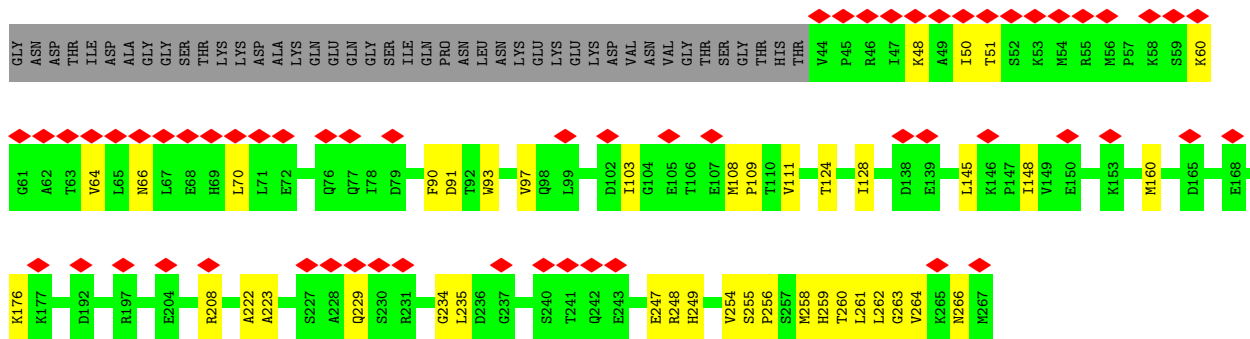 GLY ASN ASP THR ILE ASP ALA GLY GLY SER THR LYS LYS ASP ALA LYS GLN GLU GLN GLY SER ILE GLN PRO ASN LEU ASN LYS GLU LYS GLU LYS ASP VAL ASN VAL GLY THR SER GLY THR HIS THR V44 P45 R46 I47 K48 A49 I50 T51 S52 K53 M54 R55 M56 P57 K58 S59 K60
G61 A62 T63 V64 L65 N66 L67 E68 H69 L70 L71 E72 Q76 Q77 I78 D79 F90 D91 T92 W93 V97 Q98 L99 D102 I103 G104 E105 T106 E107 M108 P109 T110 V111 T124 I128 D138 E139 L145 K146 P147 I148 V149 E150 K153 M160 D165 E168
K176 K177 D192 R197 E204 R208 A222 A223 S227 A228 Q229 S230 R231 G234 L235 D236 G237 S240 T241 Q242 E243 E247 R248 H249 V254 S255 P256 S257 M258 H259 T260 L261 L262 G263 V264 K265 N266 M267